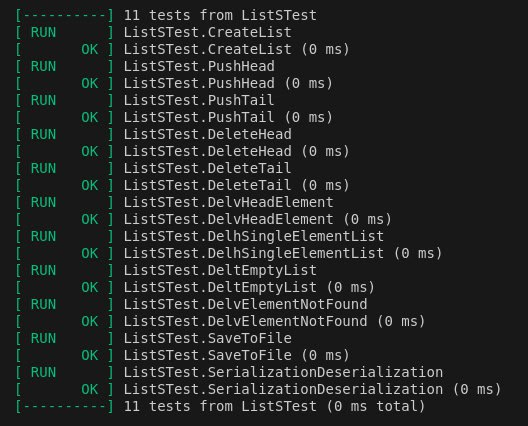 [----------] 11 tests from ListSTest
[ RUN      ] ListSTest.CreateList
[       OK ] ListSTest.CreateList (0 ms)
[ RUN      ] ListSTest.PushHead
[       OK ] ListSTest.PushHead (0 ms)
[ RUN      ] ListSTest.PushTail
[       OK ] ListSTest.PushTail (0 ms)
[ RUN      ] ListSTest.DeleteHead
[       OK ] ListSTest.DeleteHead (0 ms)
[ RUN      ] ListSTest.DeleteTail
[       OK ] ListSTest.DeleteTail (0 ms)
[ RUN      ] ListSTest.DelvHeadElement
[       OK ] ListSTest.DelvHeadElement (0 ms)
[ RUN      ] ListSTest.DelhSingleElementList
[       OK ] ListSTest.DelhSingleElementList (0 ms)
[ RUN      ] ListSTest.DeltEmptyList
[       OK ] ListSTest.DeltEmptyList (0 ms)
[ RUN      ] ListSTest.DelvElementNotFound
[       OK ] ListSTest.DelvElementNotFound (0 ms)
[ RUN      ] ListSTest.SaveToFile
[       OK ] ListSTest.SaveToFile (0 ms)
[ RUN      ] ListSTest.SerializationDeserialization
[       OK ] ListSTest.SerializationDeserialization (0 ms)
[----------] 11 tests from ListSTest (0 ms total)